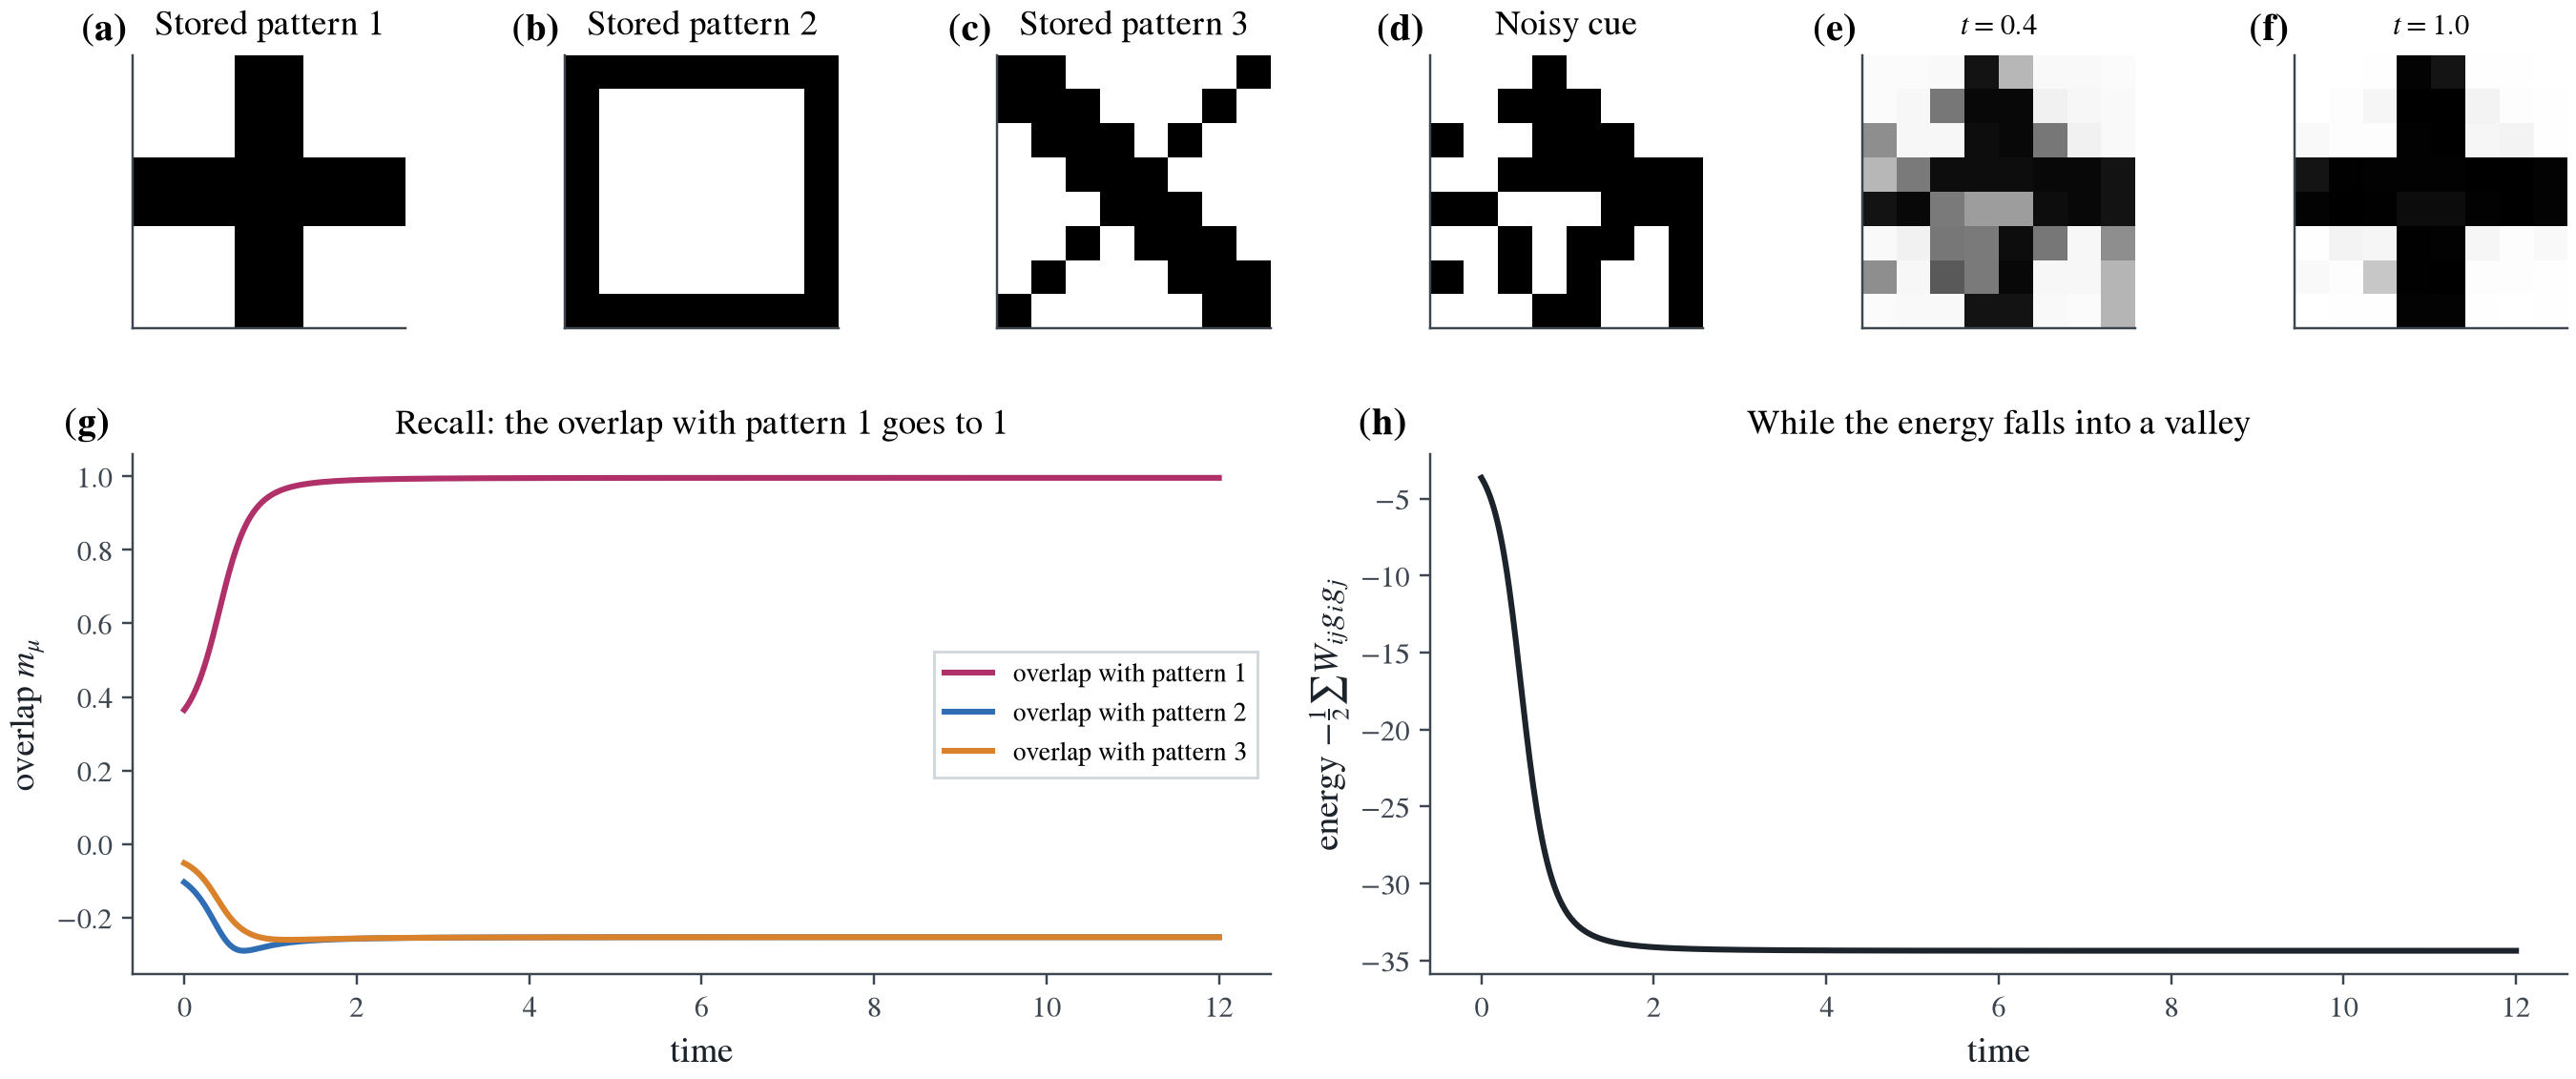 (a) Stored pattern 1
(b) Stored pattern 2
(c) Stored pattern 3
(d) Noisy cue
(e) t = 0.4
(f) t = 1.0
(g) Recall: the overlap with pattern 1 goes to 1
overlap m_μ
1.0
0.8
0.6
0.4
0.2
0.0
−0.2
overlap with pattern 1
overlap with pattern 2
overlap with pattern 3
0 2 4 6 8 10 12
time
(h) While the energy falls into a valley
energy −½∑W_{ij}g_ig_j
−5
−10
−15
−20
−25
−30
−35
0 2 4 6 8 10 12
time